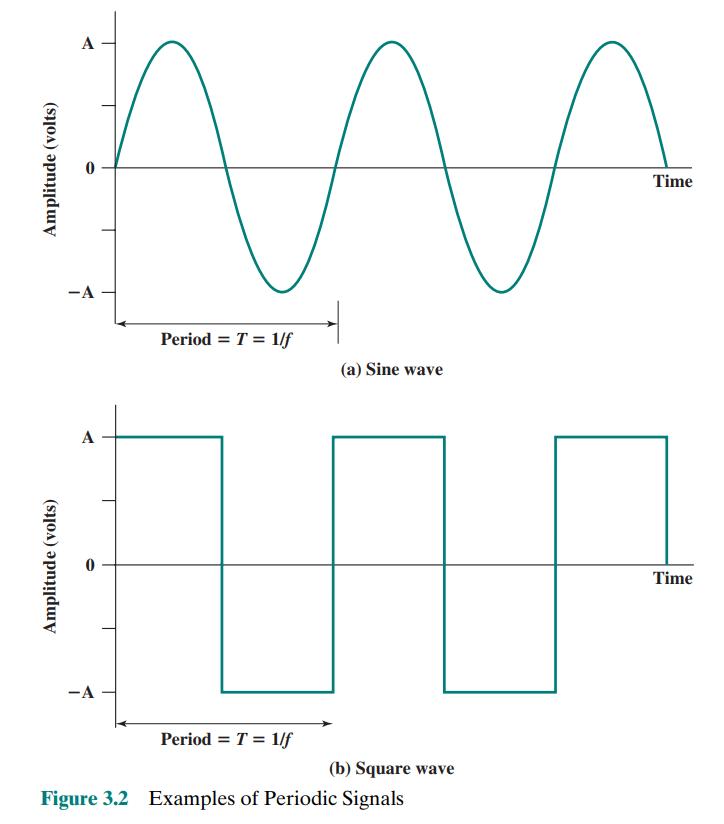 Amplitude (volts)
A
0
−A
Time
Period = T = 1/f
(a) Sine wave
Amplitude (volts)
A
0
−A
Time
Period = T = 1/f
(b) Square wave
Figure 3.2 Examples of Periodic Signals